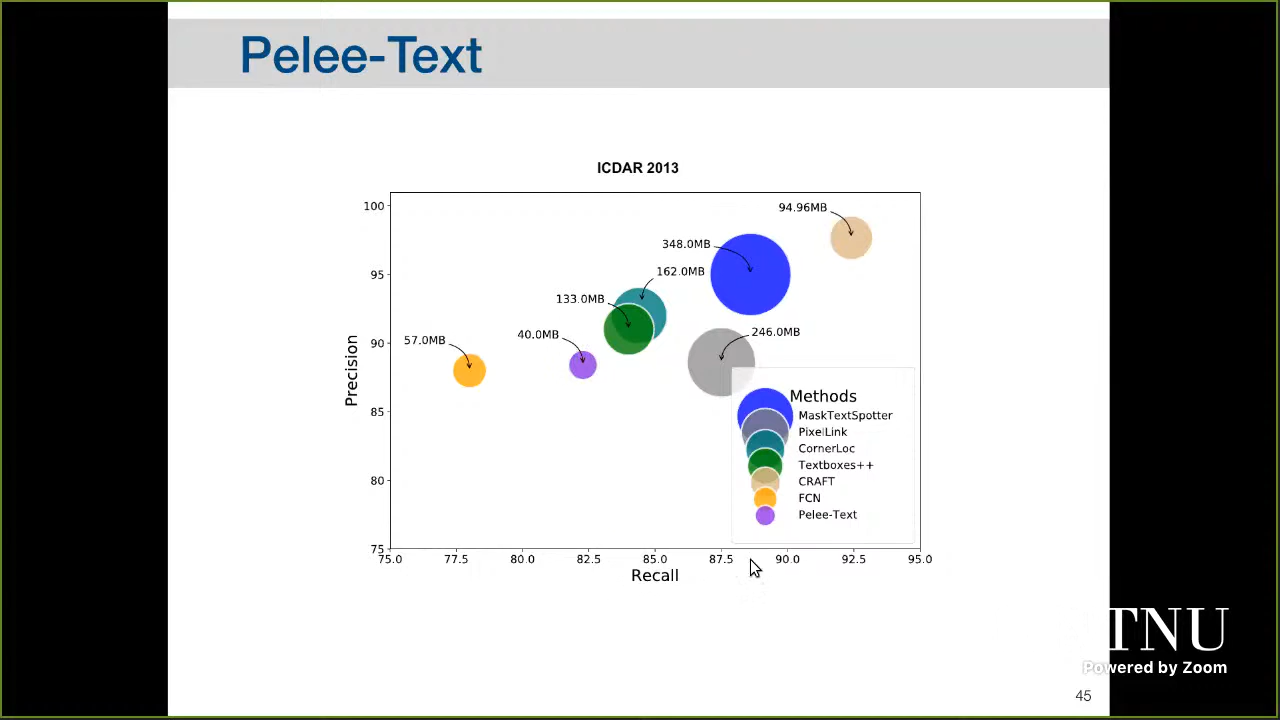 Pelee-Text
ICDAR 2013
100
95
90
85
80
75
75.0
77.5
80.0
82.5
85.0
87.5
90.0
92.5
95.0
Precision
Recall
94.96MB
348.0MB
162.0MB
133.0MB
246.0MB
40.0MB
57.0MB
Methods
MaskTextSpotter
PixelLink
CornerLoc
Textboxes++
CRAFT
FCN
Pelee-Text
TNU
Powered by Zoom
45